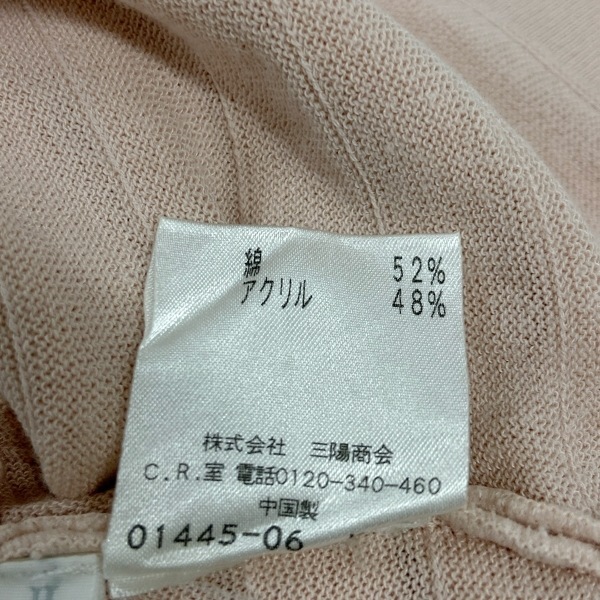 綿 52%
アクリル 48%
株式会社 三陽商会
C.R.室 電話0120-340-460
中国製
01445-06